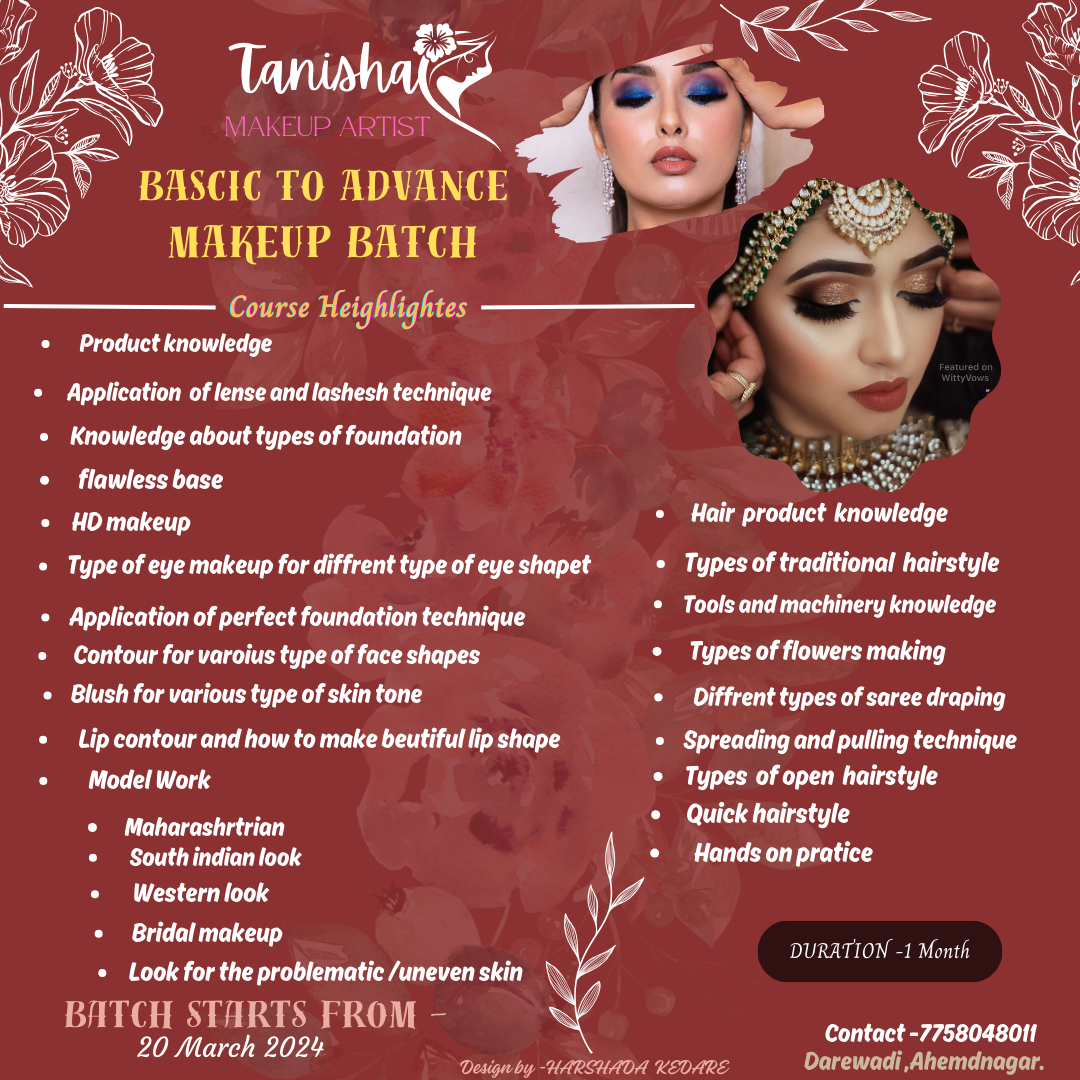 Tanisha
MAKEUP ARTIST
BASCIC TO ADVANCE
MAKEUP BATCH
Course Heighlightes
• Product knowledge
• Application of lense and lashesh technique
• Knowledge about types of foundation
• flawless base
• HD makeup
• Type of eye makeup for diffrent type of eye shapet
• Application of perfect foundation technique
• Contour for varoius type of face shapes
• Blush for various type of skin tone
• Lip contour and how to make beutiful lip shape
• Model Work
• Maharashrtrian
• South indian look
• Western look
• Bridal makeup
• Look for the problematic /uneven skin
BATCH STARTS FROM -
20 March 2024
Featured on
WittyVows
• Hair product knowledge
• Types of traditional hairstyle
• Tools and machinery knowledge
• Types of flowers making
• Diffrent types of saree draping
• Spreading and pulling technique
• Types of open hairstyle
• Quick hairstyle
• Hands on pratice
DURATION -1 Month
Contact -7758048011
Darewadi ,Ahemdnagar.
Design by -HARSHADA KEDARE